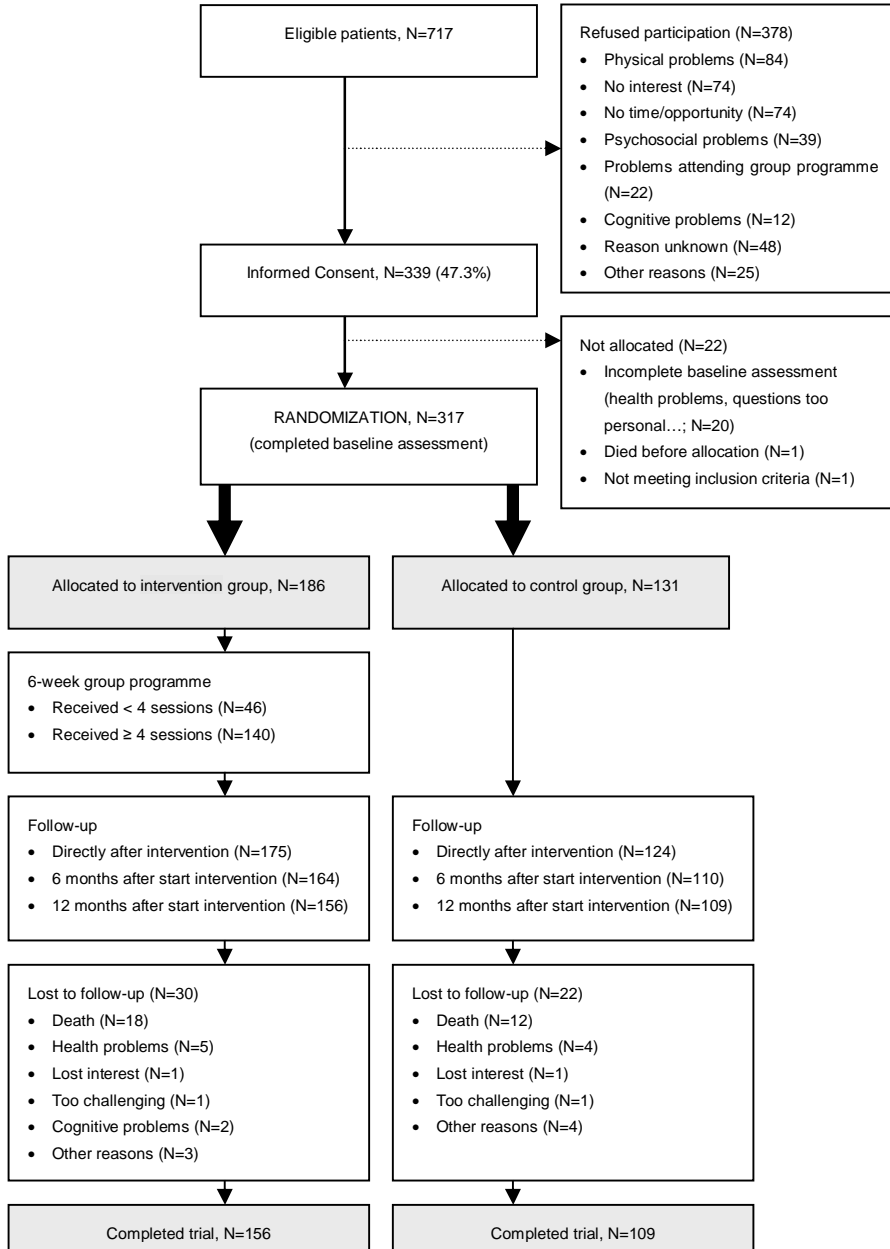 Eligible patients, N=717
Refused participation (N=378)
• Physical problems (N=84)
• No interest (N=74)
• No time/opportunity (N=74)
• Psychosocial problems (N=39)
• Problems attending group programme
(N=22)
• Cognitive problems (N=12)
• Reason unknown (N=48)
• Other reasons (N=25)
Informed Consent, N=339 (47.3%)
Not allocated (N=22)
• Incomplete baseline assessment
(health problems, questions too
personal…; N=20)
• Died before allocation (N=1)
• Not meeting inclusion criteria (N=1)
RANDOMIZATION, N=317
(completed baseline assessment)
Allocated to intervention group, N=186
Allocated to control group, N=131
6-week group programme
• Received < 4 sessions (N=46)
• Received ≥ 4 sessions (N=140)
Follow-up
• Directly after intervention (N=175)
• 6 months after start intervention (N=164)
• 12 months after start intervention (N=156)
Follow-up
• Directly after intervention (N=124)
• 6 months after start intervention (N=110)
• 12 months after start intervention (N=109)
Lost to follow-up (N=30)
• Death (N=18)
• Health problems (N=5)
• Lost interest (N=1)
• Too challenging (N=1)
• Cognitive problems (N=2)
• Other reasons (N=3)
Lost to follow-up (N=22)
• Death (N=12)
• Health problems (N=4)
• Lost interest (N=1)
• Too challenging (N=1)
• Other reasons (N=4)
Completed trial, N=156
Completed trial, N=109